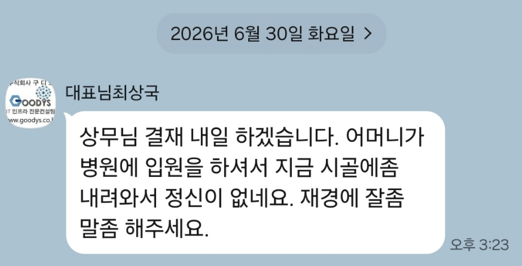 2026년 6월 30일 화요일 >
대표님최상국
GOODYS
상무님 결재 내일 하겠습니다. 어머니가
병원에 입원을 하셔서 지금 시골에좀
내려와서 정신이 없네요. 재경에 잘좀
말좀 해주세요.
오후 3:23